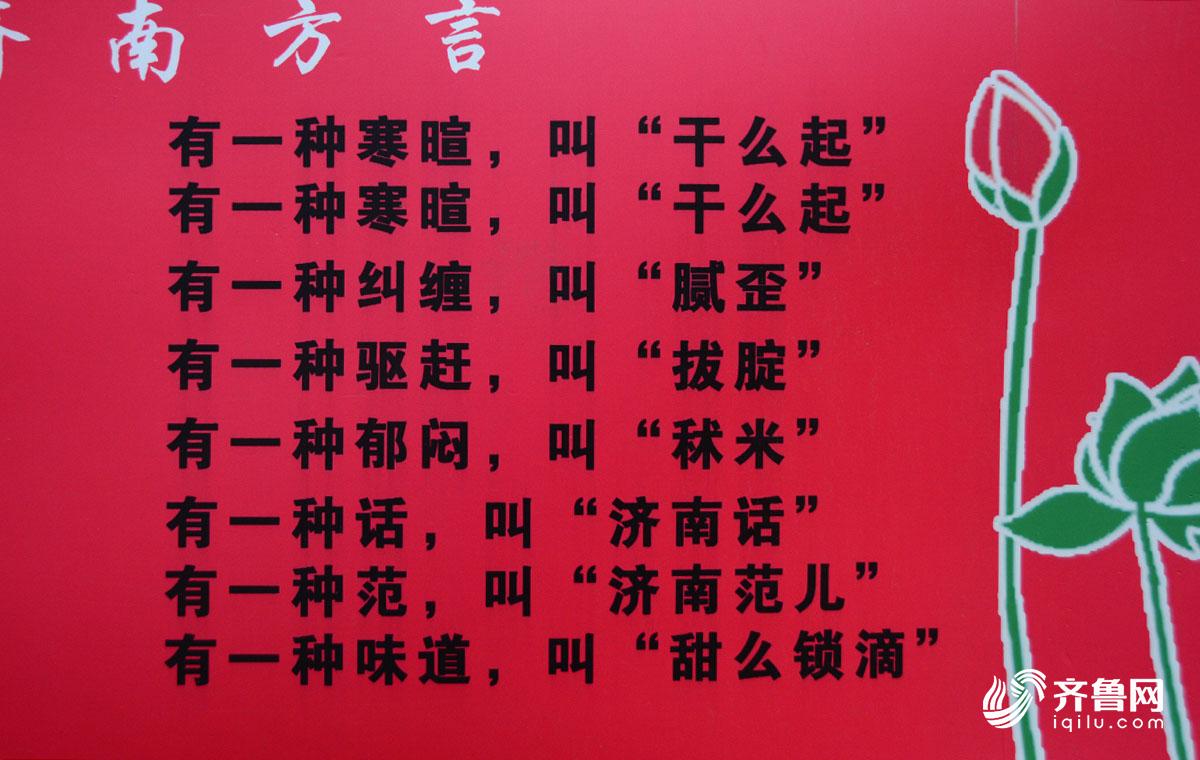 济南方言
有一种寒暄，叫“干么起”
有一种寒暄，叫“干么起”
有一种纠缠，叫“腻歪”
有一种驱赶，叫“拔腚”
有一种郁闷，叫“秫米”
有一种话，叫“济南话”
有一种范，叫“济南范儿”
有一种味道，叫“甜么锁滴”
齐鲁网
iqilu.com